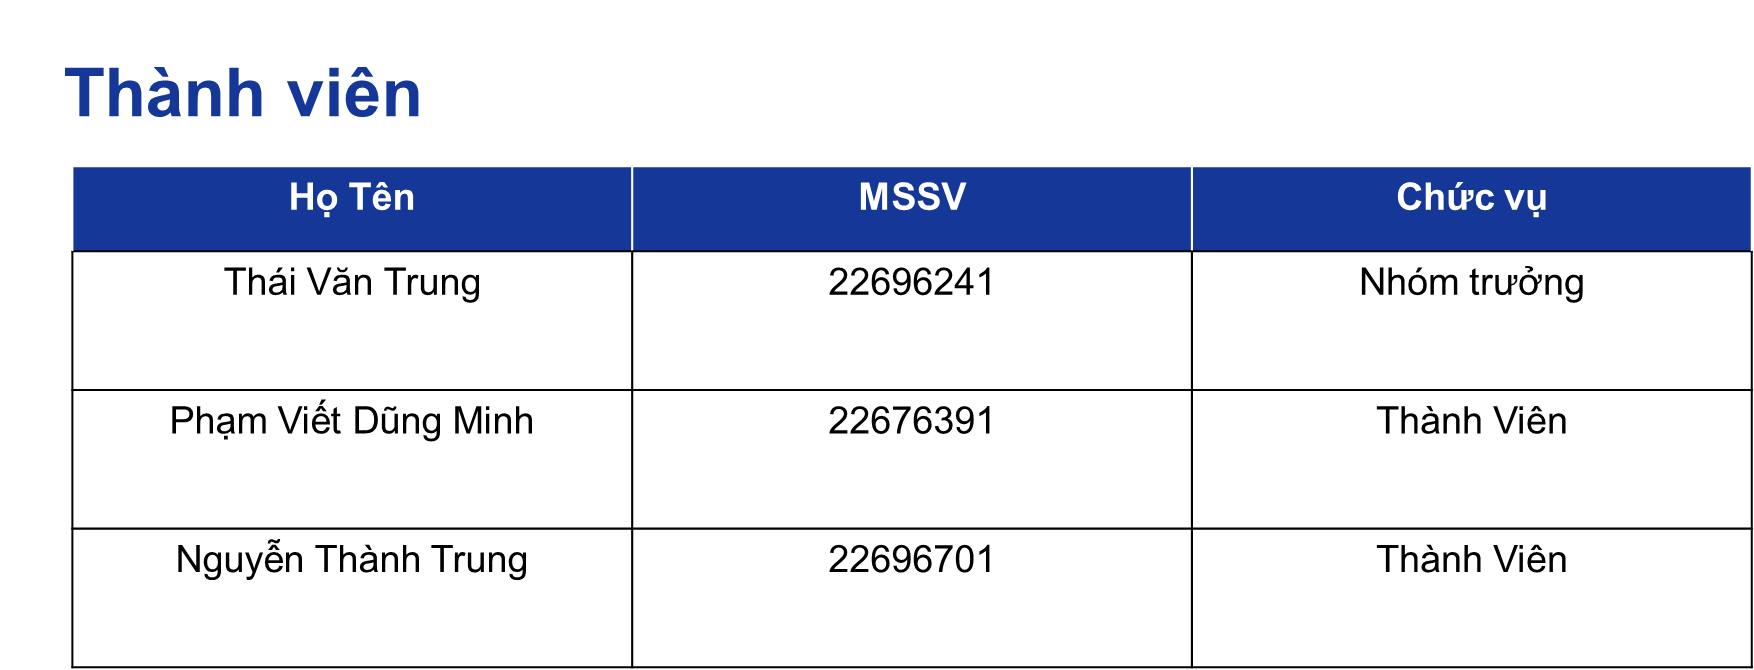 Thành viên
Họ Tên MSSV Chức vụ
Thái Văn Trung 22696241 Nhóm trưởng
Phạm Viết Dũng Minh 22676391 Thành Viên
Nguyễn Thành Trung 22696701 Thành Viên